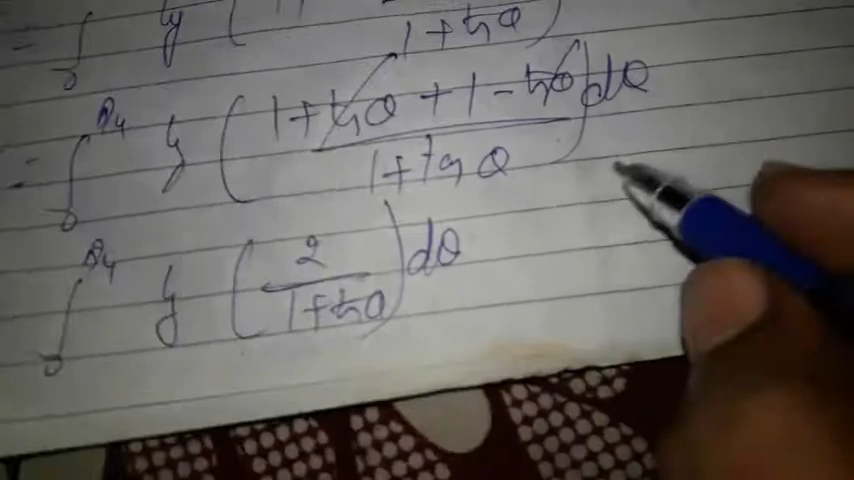 1 + tanθ
= ∫₀^{π/4} log ( (1 + tanθ + 1 - tanθ) / (1 + tanθ) ) dθ
∫₀^{π/4} log ( 2 / (1 + tanθ) ) dθ